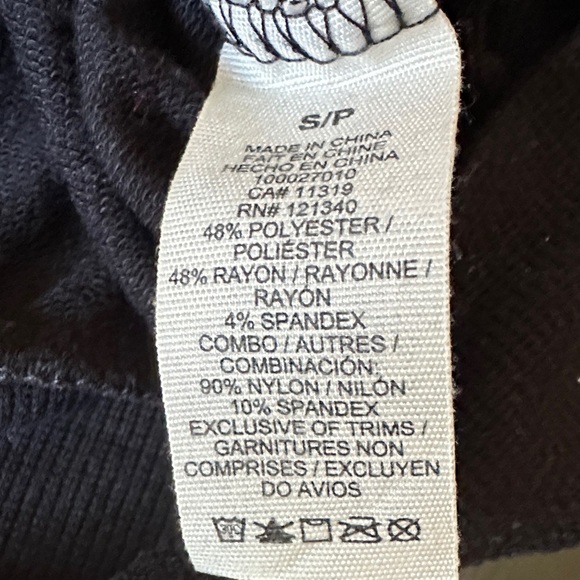 S/P
MADE IN CHINA
FAIT EN CHINE
HECHO EN CHINA
100027010
CA# 11319
RN# 121340
48% POLYESTER /
POLIÉSTER
48% RAYON / RAYONNE /
RAYÓN
4% SPANDEX
COMBO / AUTRES /
COMBINACIÓN:
90% NYLON / NILÓN
10% SPANDEX
EXCLUSIVE OF TRIMS /
GARNITURES NON
COMPRISES / EXCLUYEN
DO AVIOS